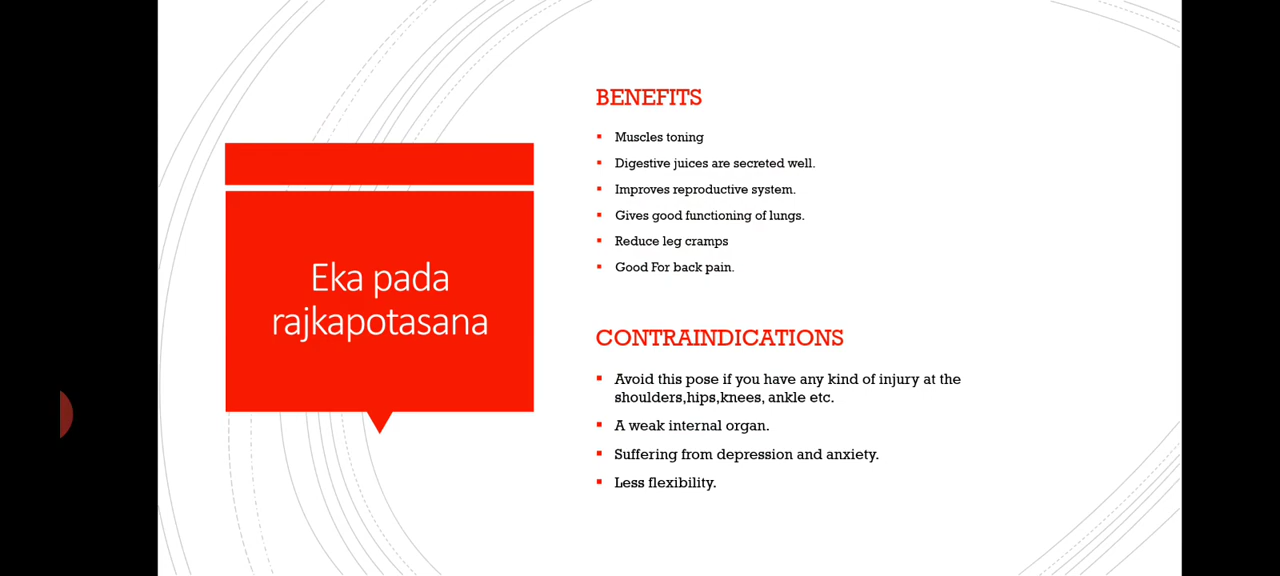 Eka pada
rajkapotasana
BENEFITS
Muscles toning
Digestive juices are secreted well.
Improves reproductive system.
Gives good functioning of lungs.
Reduce leg cramps
Good For back pain.
CONTRAINDICATIONS
Avoid this pose if you have any kind of injury at the
shoulders,hips,knees, ankle etc.
A weak internal organ.
Suffering from depression and anxiety.
Less flexibility.